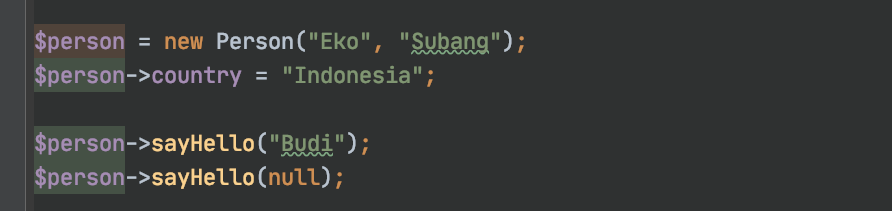 $person = new Person("Eko", "Subang");
$person->country = "Indonesia";
$person->sayHello("Budi");
$person->sayHello(null);